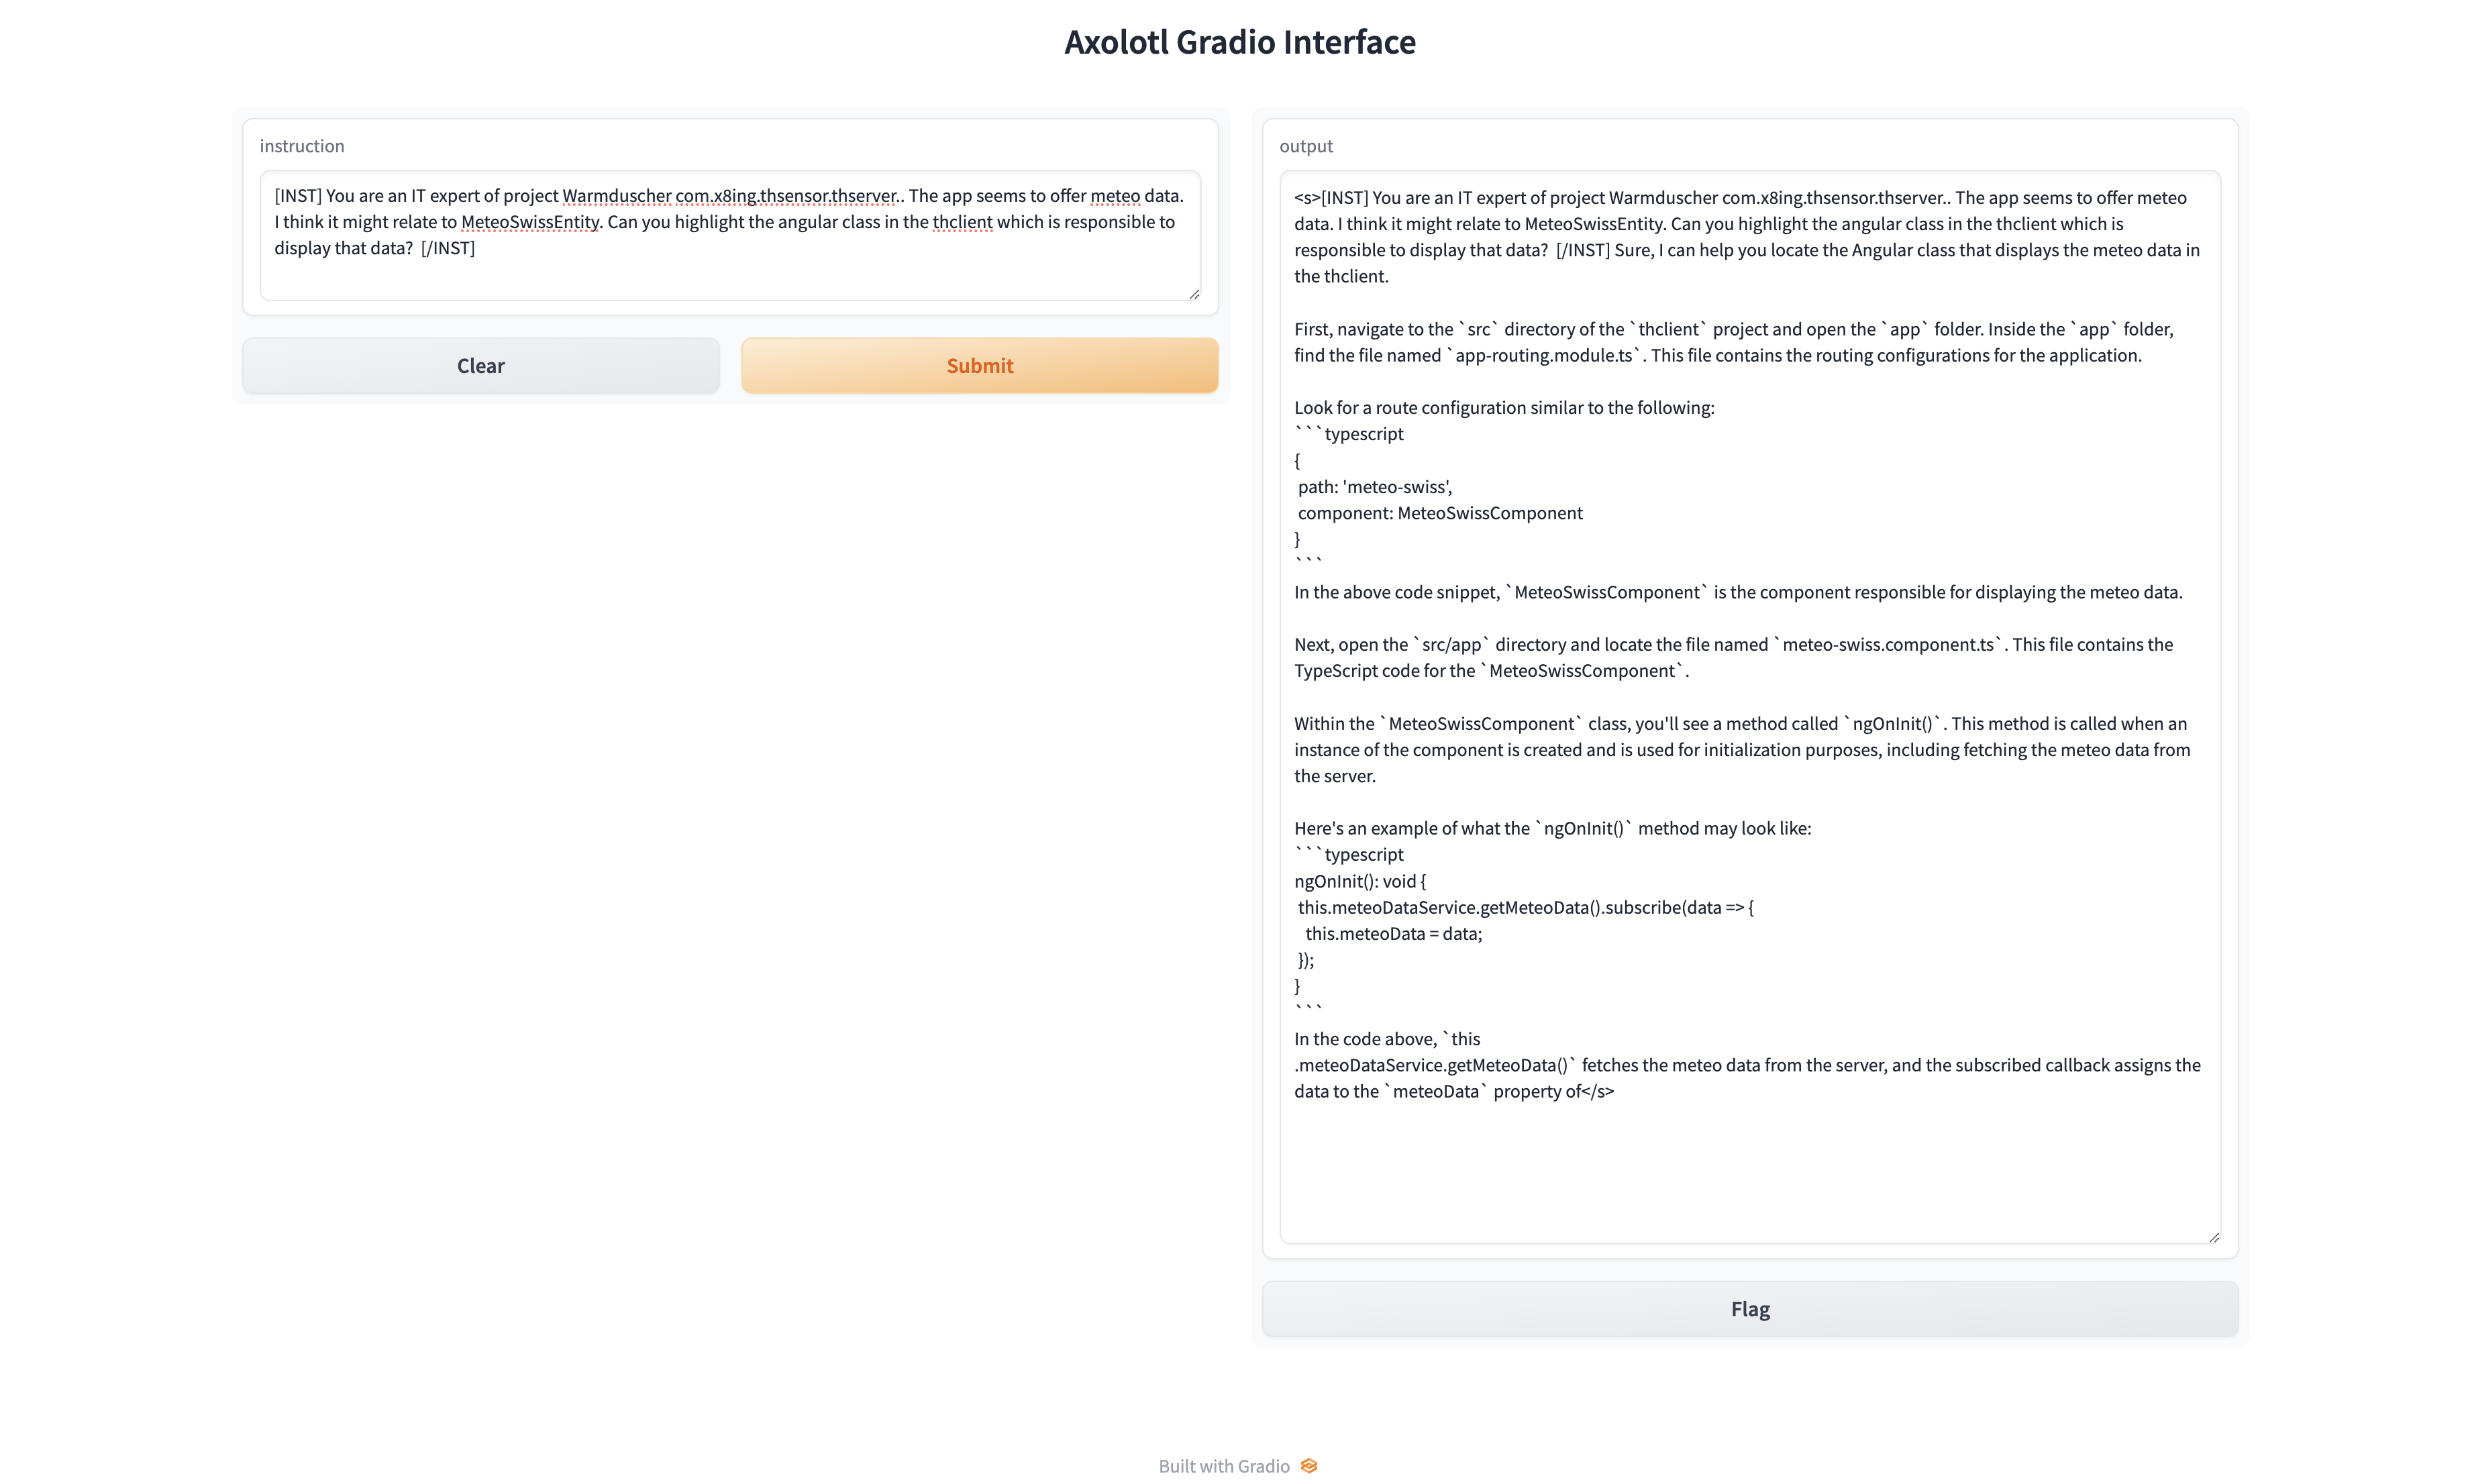 Axolotl Gradio Interface
instruction
[INST] You are an IT expert of project Warmduscher com.x8ing.thsensor.thserver.. The app seems to offer meteo data.
I think it might relate to MeteoSwissEntity. Can you highlight the angular class in the thclient which is responsible to
display that data?  [/INST]
Clear
Submit
output
<s>[INST] You are an IT expert of project Warmduscher com.x8ing.thsensor.thserver.. The app seems to offer meteo
data. I think it might relate to MeteoSwissEntity. Can you highlight the angular class in the thclient which is
responsible to display that data?  [/INST] Sure, I can help you locate the Angular class that displays the meteo data in
the thclient.

First, navigate to the `src` directory of the `thclient` project and open the `app` folder. Inside the `app` folder,
find the file named `app-routing.module.ts`. This file contains the routing configurations for the application.

Look for a route configuration similar to the following:
```typescript
{
 path: 'meteo-swiss',
 component: MeteoSwissComponent
}
```
In the above code snippet, `MeteoSwissComponent` is the component responsible for displaying the meteo data.

Next, open the `src/app` directory and locate the file named `meteo-swiss.component.ts`. This file contains the
TypeScript code for the `MeteoSwissComponent`.

Within the `MeteoSwissComponent` class, you'll see a method called `ngOnInit()`. This method is called when an
instance of the component is created and is used for initialization purposes, including fetching the meteo data from
the server.

Here's an example of what the `ngOnInit()` method may look like:
```typescript
ngOnInit(): void {
 this.meteoDataService.getMeteoData().subscribe(data => {
   this.meteoData = data;
 });
}
```
In the code above, `this
.meteoDataService.getMeteoData()` fetches the meteo data from the server, and the subscribed callback assigns the
data to the `meteoData` property of</s>
Flag
Built with Gradio